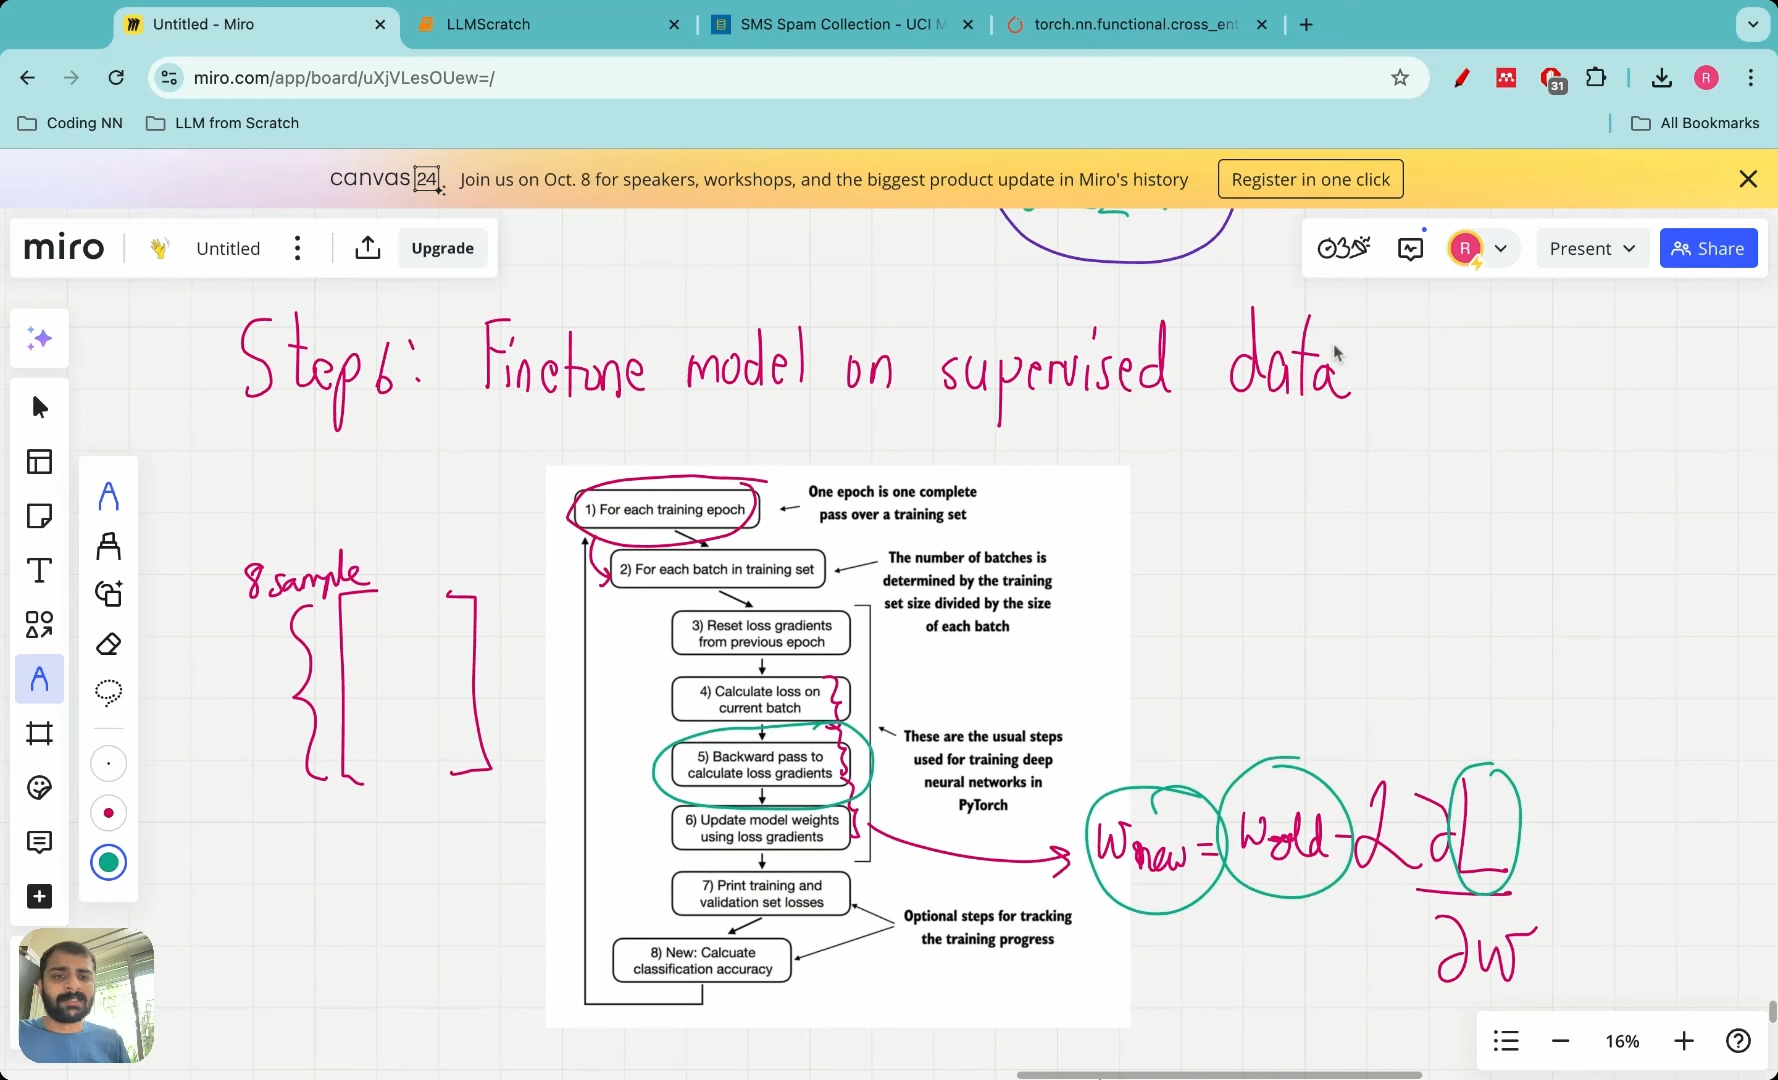 Untitled - Miro
LLMScratch
SMS Spam Collection - UCI M
torch.nn.functional.cross_ent
miro.com/app/board/uXjVLesOUew=/
31
R
Coding NN
LLM from Scratch
All Bookmarks
canvas 24 Join us on Oct. 8 for speakers, workshops, and the biggest product update in Miro's history
Register in one click
miro
Untitled
Upgrade
R
Present
Share
Step 6: Finetune model on supervised data
1) For each training epoch
One epoch is one complete
pass over a training set
2) For each batch in training set
The number of batches is
determined by the training
set size divided by the size
of each batch
8 sample
3) Reset loss gradients
from previous epoch
4) Calculate loss on
current batch
5) Backward pass to
calculate loss gradients
These are the usual steps
used for training deep
neural networks in
PyTorch
6) Update model weights
using loss gradients
Wnew = Wold - α ∂L
∂W
7) Print training and
validation set losses
Optional steps for tracking
the training progress
8) New: Calcuate
classification accuracy
16%